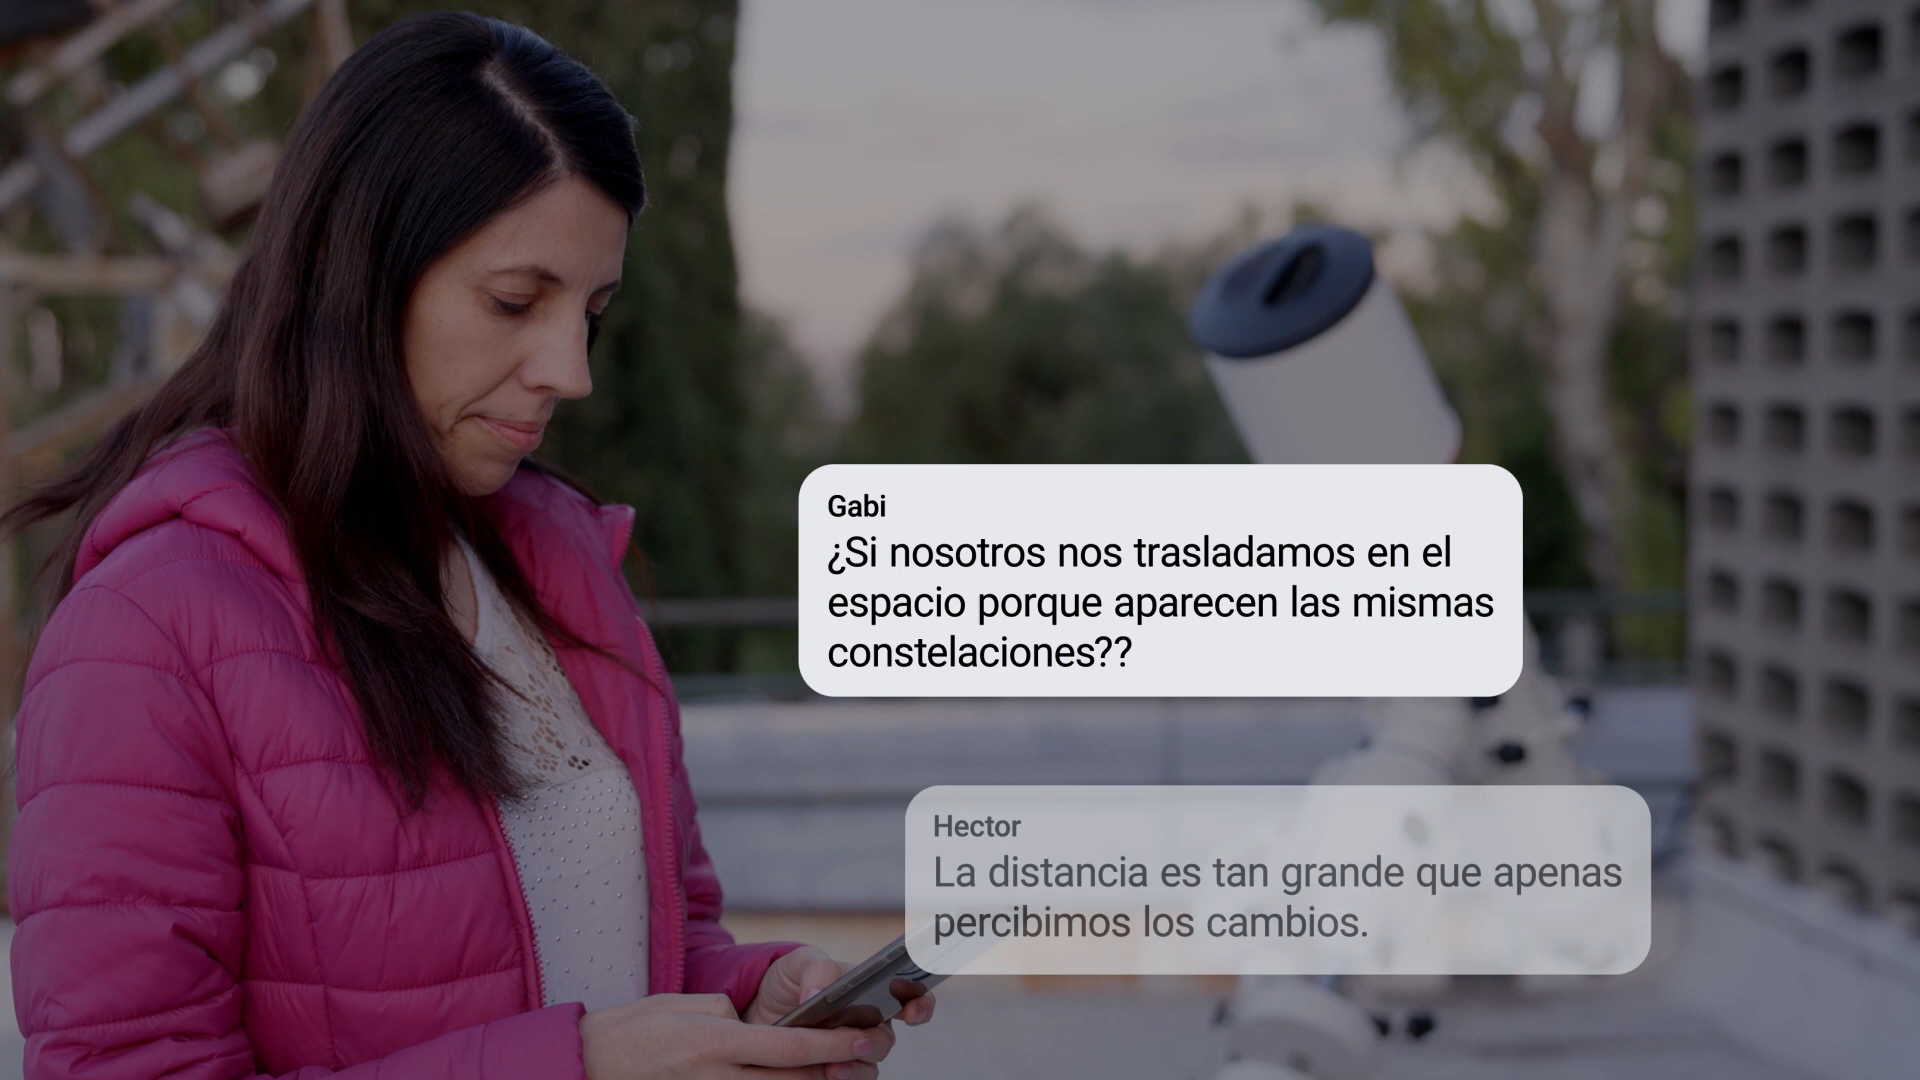 Gabi
¿Si nosotros nos trasladamos en el
espacio porque aparecen las mismas
constelaciones??
Hector
La distancia es tan grande que apenas
percibimos los cambios.